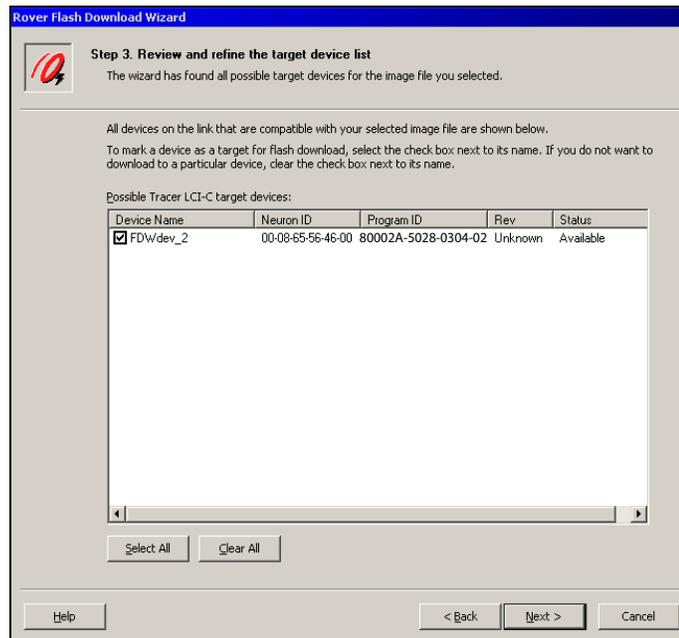 Rover Flash Download Wizard
Step 3. Review and refine the target device list
The wizard has found all possible target devices for the image file you selected.
All devices on the link that are compatible with your selected image file are shown below.
To mark a device as a target for flash download, select the check box next to its name. If you do not want to
download to a particular device, clear the check box next to its name.
Possible Tracer LCI-C target devices:
Device Name Neuron ID Program ID Rev Status
FDWdev_2 00-08-65-56-46-00 80002A-5028-0304-02 Unknown Available
Select All Clear All
Help < Back Next > Cancel